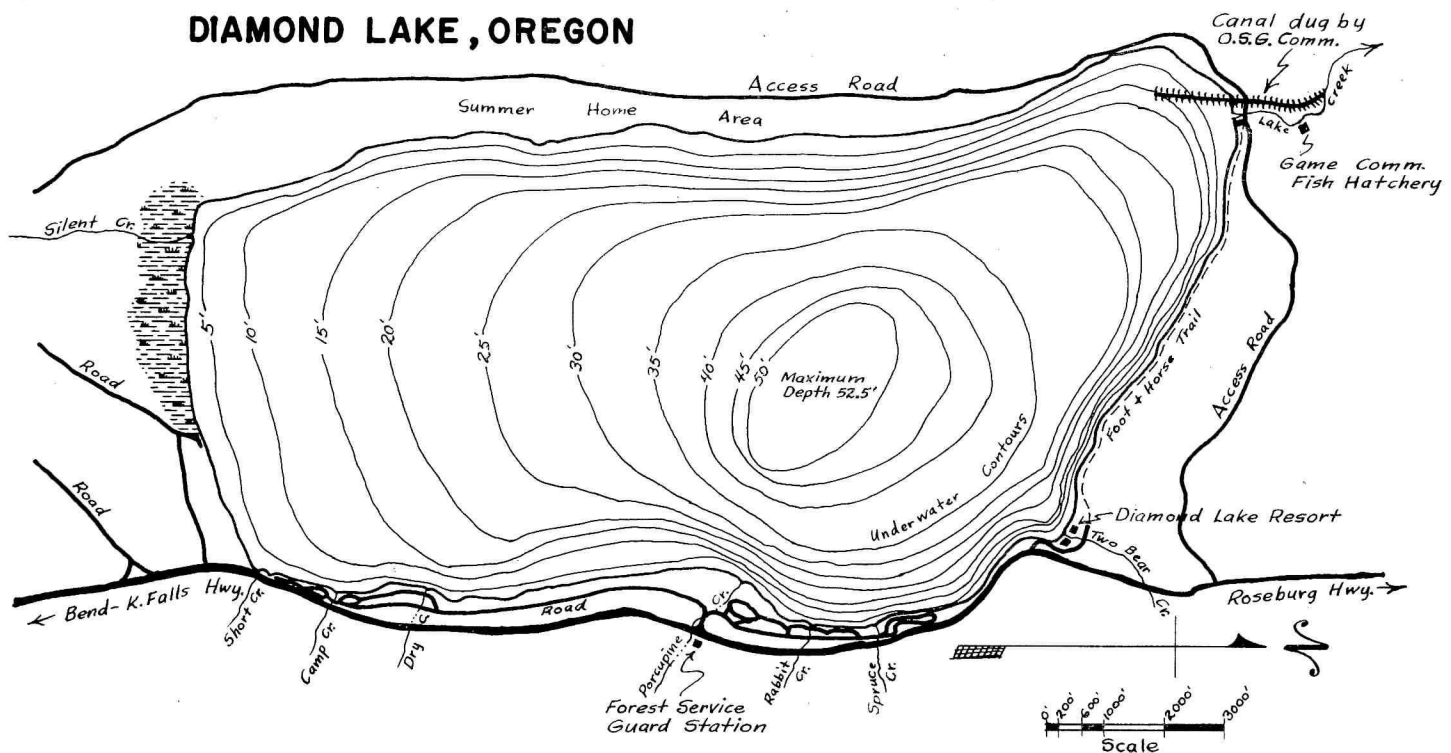 DIAMOND LAKE, OREGON
Canal dug by
O.S.G. Comm.
Access Road
Summer Home Area
Lake Creek
Game Comm.
Fish Hatchery
Silent Cr.
5'
10'
15'
20'
25'
30'
35'
40'
45'
50'
Maximum
Depth 52.5'
Road
Road
Foot + Horse Trail
Access Road
Underwater Contours
Diamond Lake Resort
Two Bear Cr.
← Bend-K.Falls Hwy.
Roseburg Hwy. →
Short Cr.
Camp Cr.
Dry Cr.
Road
Porcupine Cr.
Rabbit Cr.
Spruce Cr.
Forest Service
Guard Station
N
0' 200' 600' 1000' 2000' 3000'
Scale